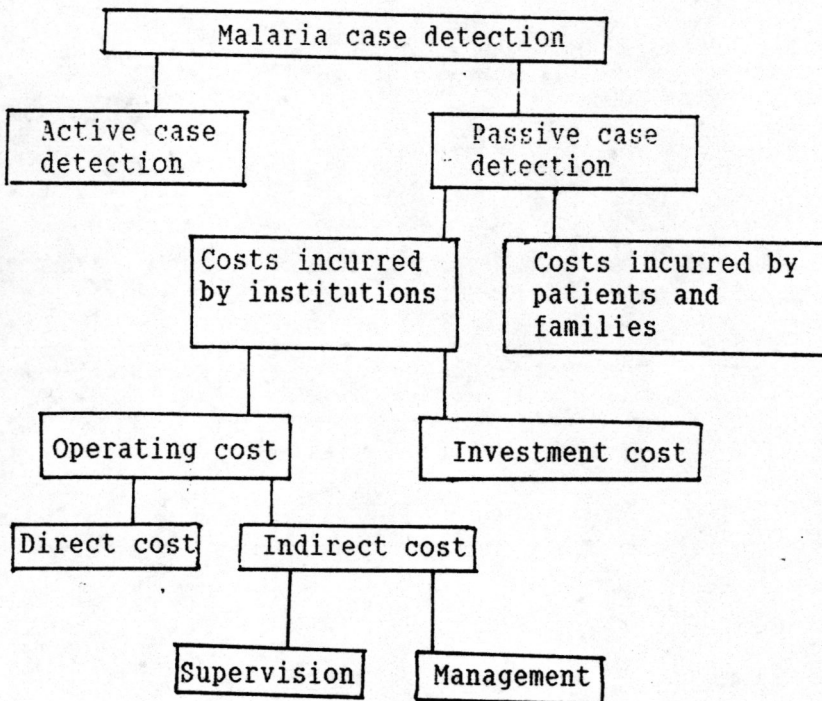 Malaria case detection
Active case
detection
Passive case
detection
Costs incurred
by institutions
Costs incurred by
patients and
families
Operating cost
Investment cost
Direct cost
Indirect cost
Supervision
Management